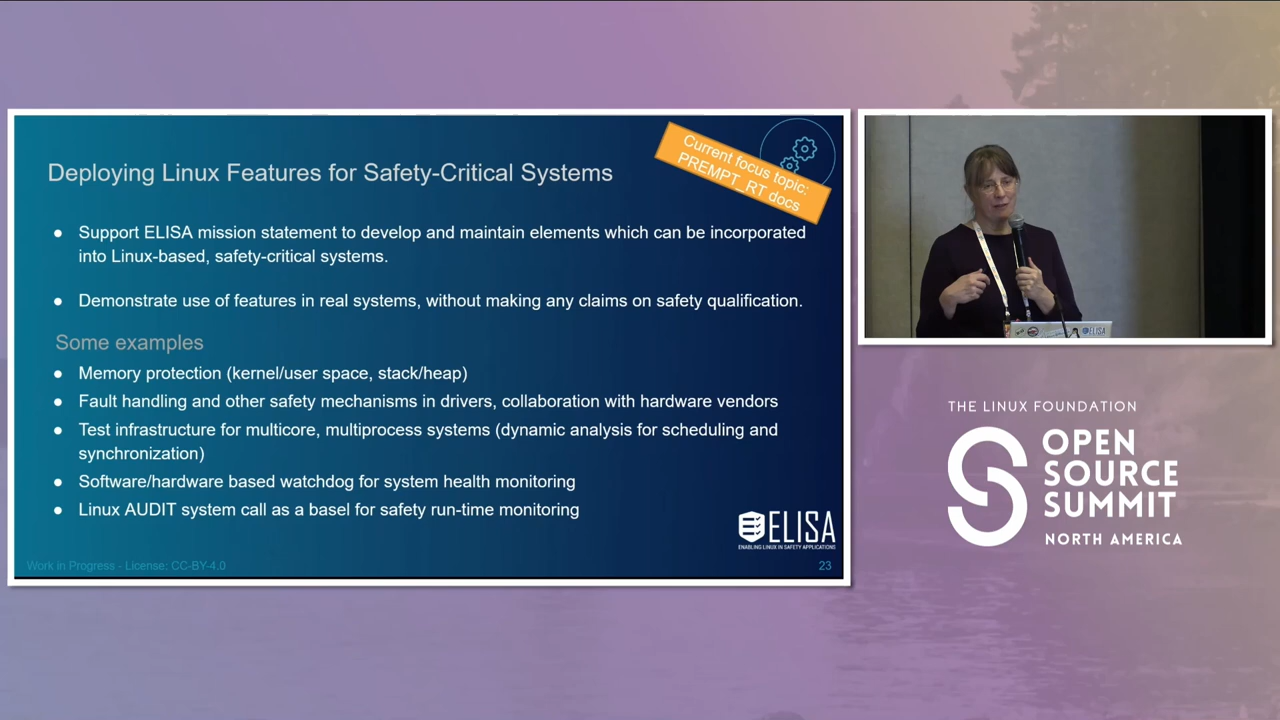 Deploying Linux Features for Safety-Critical Systems
Current focus topic:
PREMPT_RT docs
● Support ELISA mission statement to develop and maintain elements which can be incorporated
into Linux-based, safety-critical systems.
● Demonstrate use of features in real systems, without making any claims on safety qualification.
Some examples
● Memory protection (kernel/user space, stack/heap)
● Fault handling and other safety mechanisms in drivers, collaboration with hardware vendors
● Test infrastructure for multicore, multiprocess systems (dynamic analysis for scheduling and
synchronization)
● Software/hardware based watchdog for system health monitoring
● Linux AUDIT system call as a basel for safety run-time monitoring
ELISA
ENABLING LINUX IN SAFETY APPLICATIONS
Work in Progress - License: CC-BY-4.0
23
ELISA
THE LINUX FOUNDATION
OPEN
SOURCE
SUMMIT
NORTH AMERICA